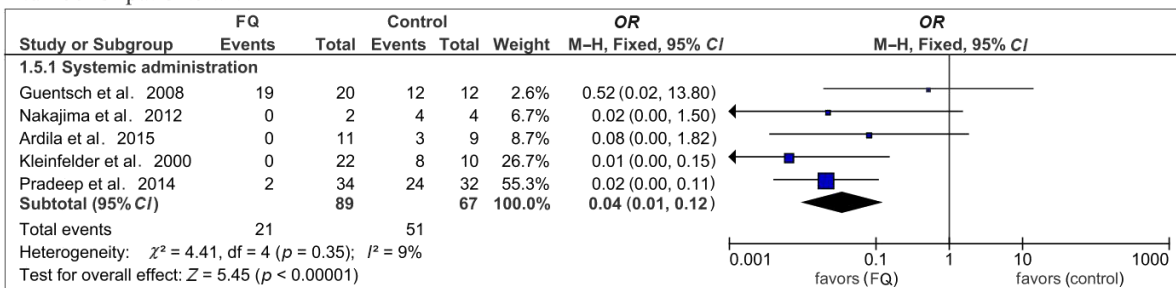 FQ Control OR OR
Study or Subgroup Events Total Events Total Weight M–H, Fixed, 95% CI M–H, Fixed, 95% CI
1.5.1 Systemic administration
Guentsch et al. 2008 19 20 12 12 2.6% 0.52 (0.02, 13.80)
Nakajima et al. 2012 0 2 4 4 6.7% 0.02 (0.00, 1.50)
Ardila et al. 2015 0 11 3 9 8.7% 0.08 (0.00, 1.82)
Kleinfelder et al. 2000 0 22 8 10 26.7% 0.01 (0.00, 0.15)
Pradeep et al. 2014 2 34 24 32 55.3% 0.02 (0.00, 0.11)
Subtotal (95% CI) 89 67 100.0% 0.04 (0.01, 0.12)
Total events 21 51
Heterogeneity: χ² = 4.41, df = 4 (p = 0.35); I² = 9%
Test for overall effect: Z = 5.45 (p < 0.00001)
0.001 0.1 1 10 1000
favors (FQ) favors (control)